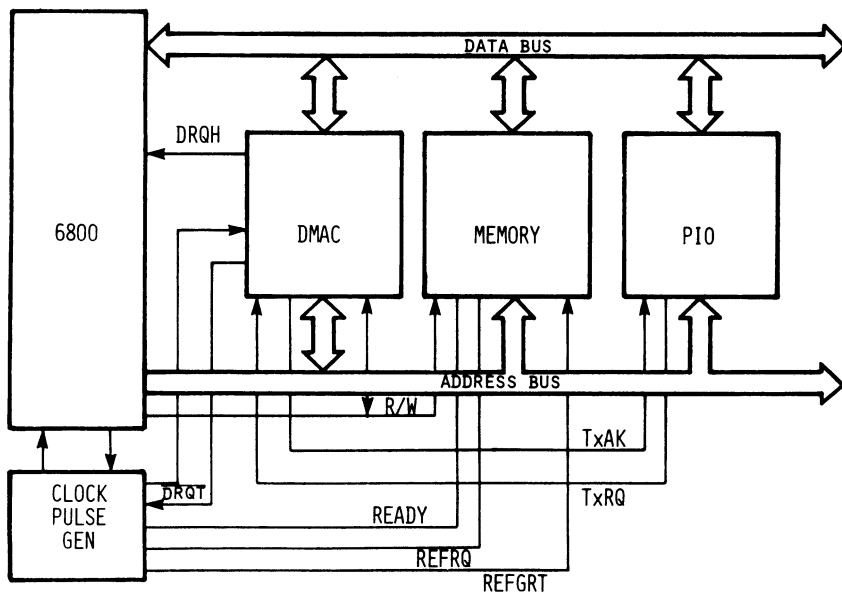 DATA BUS
DRQH
6800
DMAC
MEMORY
PIO
ADDRESS BUS
R/W
TxAK
DRQT
TxRQ
CLOCK
PULSE
GEN
READY
REFRQ
REFGRT